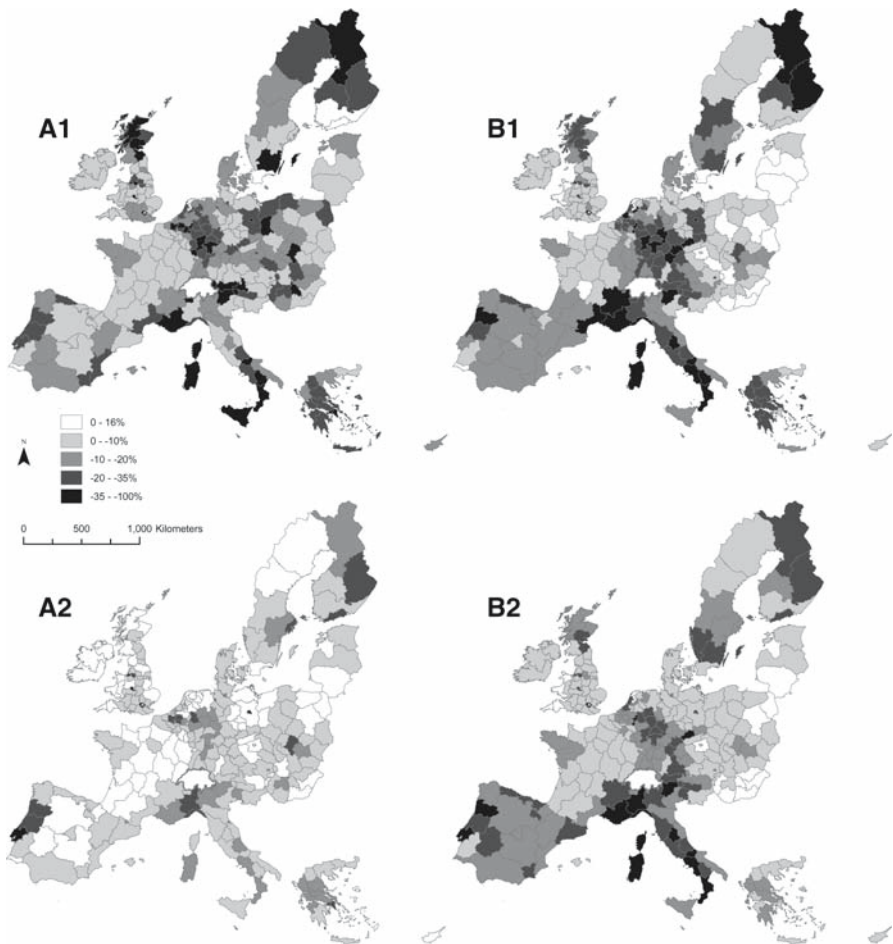 A1
B1
N
0 - 16%
0 - -10%
-10 - -20%
-20 - -35%
-35 - -100%
0 500 1,000 Kilometers
A2
B2